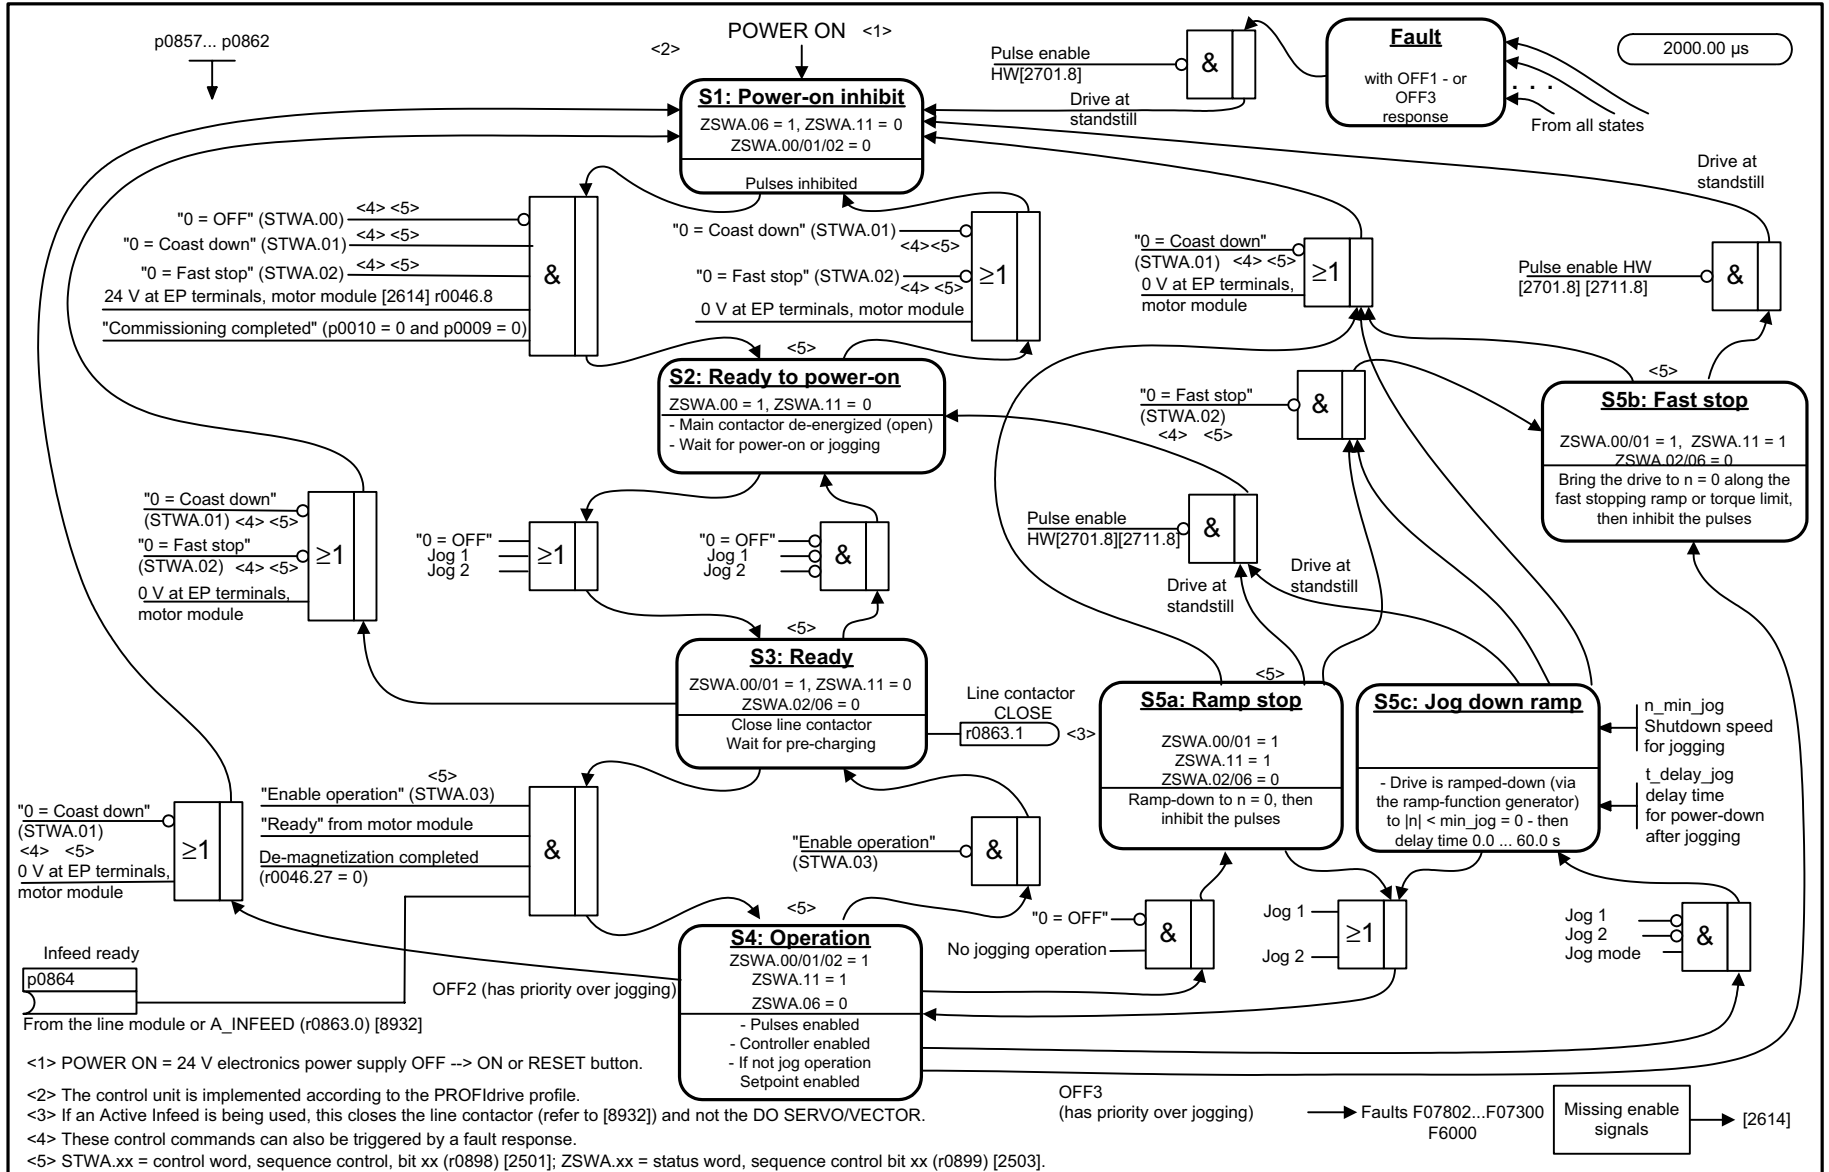 p0857... p0862
<2>
POWER ON <1>
Pulse enable
HW[2701.8]
&
Drive at
standstill
Fault
with OFF1 - or
OFF3
response
. . .
From all states
2000.00 µs
S1: Power-on inhibit
ZSWA.06 = 1, ZSWA.11 = 0
ZSWA.00/01/02 = 0
Pulses inhibited
"0 = OFF" (STWA.00) <4> <5>
"0 = Coast down" (STWA.01) <4> <5>
"0 = Fast stop" (STWA.02) <4> <5>
24 V at EP terminals, motor module [2614] r0046.8
"Commissioning completed" (p0010 = 0 and p0009 = 0)
&
"0 = Coast down" (STWA.01)
<4><5>
"0 = Fast stop" (STWA.02)
<4> <5>
0 V at EP terminals, motor module
≥1
"0 = Coast down"
(STWA.01) <4> <5>
0 V at EP terminals,
motor module
≥1
Drive at
standstill
Pulse enable HW
[2701.8] [2711.8]
&
<5>
S2: Ready to power-on
ZSWA.00 = 1, ZSWA.11 = 0
- Main contactor de-energized (open)
- Wait for power-on or jogging
"0 = Fast stop"
(STWA.02)
<4> <5>
&
<5>
S5b: Fast stop
ZSWA.00/01 = 1, ZSWA.11 = 1
ZSWA.02/06 = 0
Bring the drive to n = 0 along the
fast stopping ramp or torque limit,
then inhibit the pulses
"0 = Coast down"
(STWA.01) <4> <5>
"0 = Fast stop"
(STWA.02) <4> <5>
0 V at EP terminals,
motor module
≥1
"0 = OFF"
Jog 1
Jog 2
≥1
"0 = OFF"
Jog 1
Jog 2
&
Pulse enable
HW[2701.8][2711.8]
&
Drive at
standstill
Drive at
standstill
<5>
S3: Ready
ZSWA.00/01 = 1, ZSWA.11 = 0
ZSWA.02/06 = 0
Close line contactor
Wait for pre-charging
Line contactor
CLOSE
r0863.1 <3>
<5>
S5a: Ramp stop
ZSWA.00/01 = 1
ZSWA.11 = 1
ZSWA.02/06 = 0
Ramp-down to n = 0, then
inhibit the pulses
S5c: Jog down ramp
- Drive is ramped-down (via
the ramp-function generator)
to |n| < min_jog = 0 - then
delay time 0.0 ... 60.0 s
n_min_jog
Shutdown speed
for jogging
t_delay_jog
delay time
for power-down
after jogging
"0 = Coast down"
(STWA.01)
<4> <5>
0 V at EP terminals,
motor module
≥1
<5>
"Enable operation" (STWA.03)
"Ready" from motor module
De-magnetization completed
(r0046.27 = 0)
&
"Enable operation"
(STWA.03)
&
"0 = OFF"
No jogging operation
&
Jog 1
Jog 2
≥1
Jog 1
Jog 2
Jog mode
&
Infeed ready
p0864
From the line module or A_INFEED (r0863.0) [8932]
OFF2 (has priority over jogging)
<5>
S4: Operation
ZSWA.00/01/02 = 1
ZSWA.11 = 1
ZSWA.06 = 0
- Pulses enabled
- Controller enabled
- If not jog operation
Setpoint enabled
OFF3
(has priority over jogging)
Faults F07802...F07300
F6000
Missing enable
signals
[2614]
<1> POWER ON = 24 V electronics power supply OFF --> ON or RESET button.
<2> The control unit is implemented according to the PROFIdrive profile.
<3> If an Active Infeed is being used, this closes the line contactor (refer to [8932]) and not the DO SERVO/VECTOR.
<4> These control commands can also be triggered by a fault response.
<5> STWA.xx = control word, sequence control, bit xx (r0898) [2501]; ZSWA.xx = status word, sequence control bit xx (r0899) [2503].